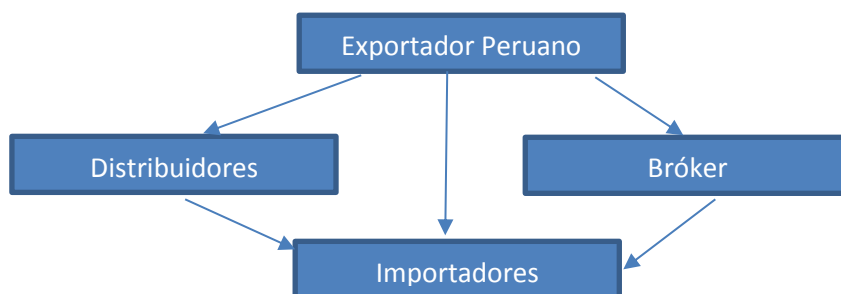 Exportador Peruano
Distribuidores
Bróker
Importadores